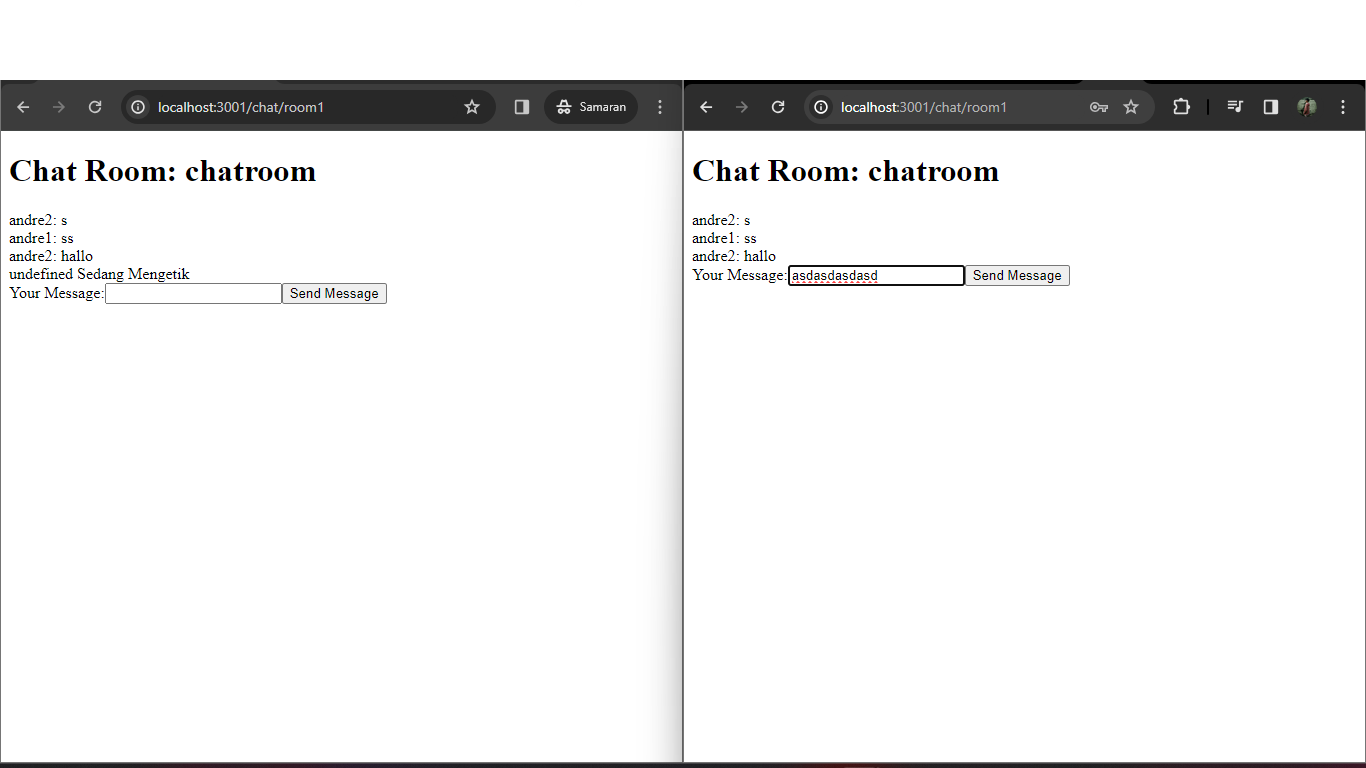 localhost:3001/chat/room1
Samaran
Chat Room: chatroom
andre2: s
andre1: ss
andre2: hallo
undefined Sedang Mengetik
Your Message:
Send Message
localhost:3001/chat/room1
Chat Room: chatroom
andre2: s
andre1: ss
andre2: hallo
Your Message: asdasdasdasd Send Message